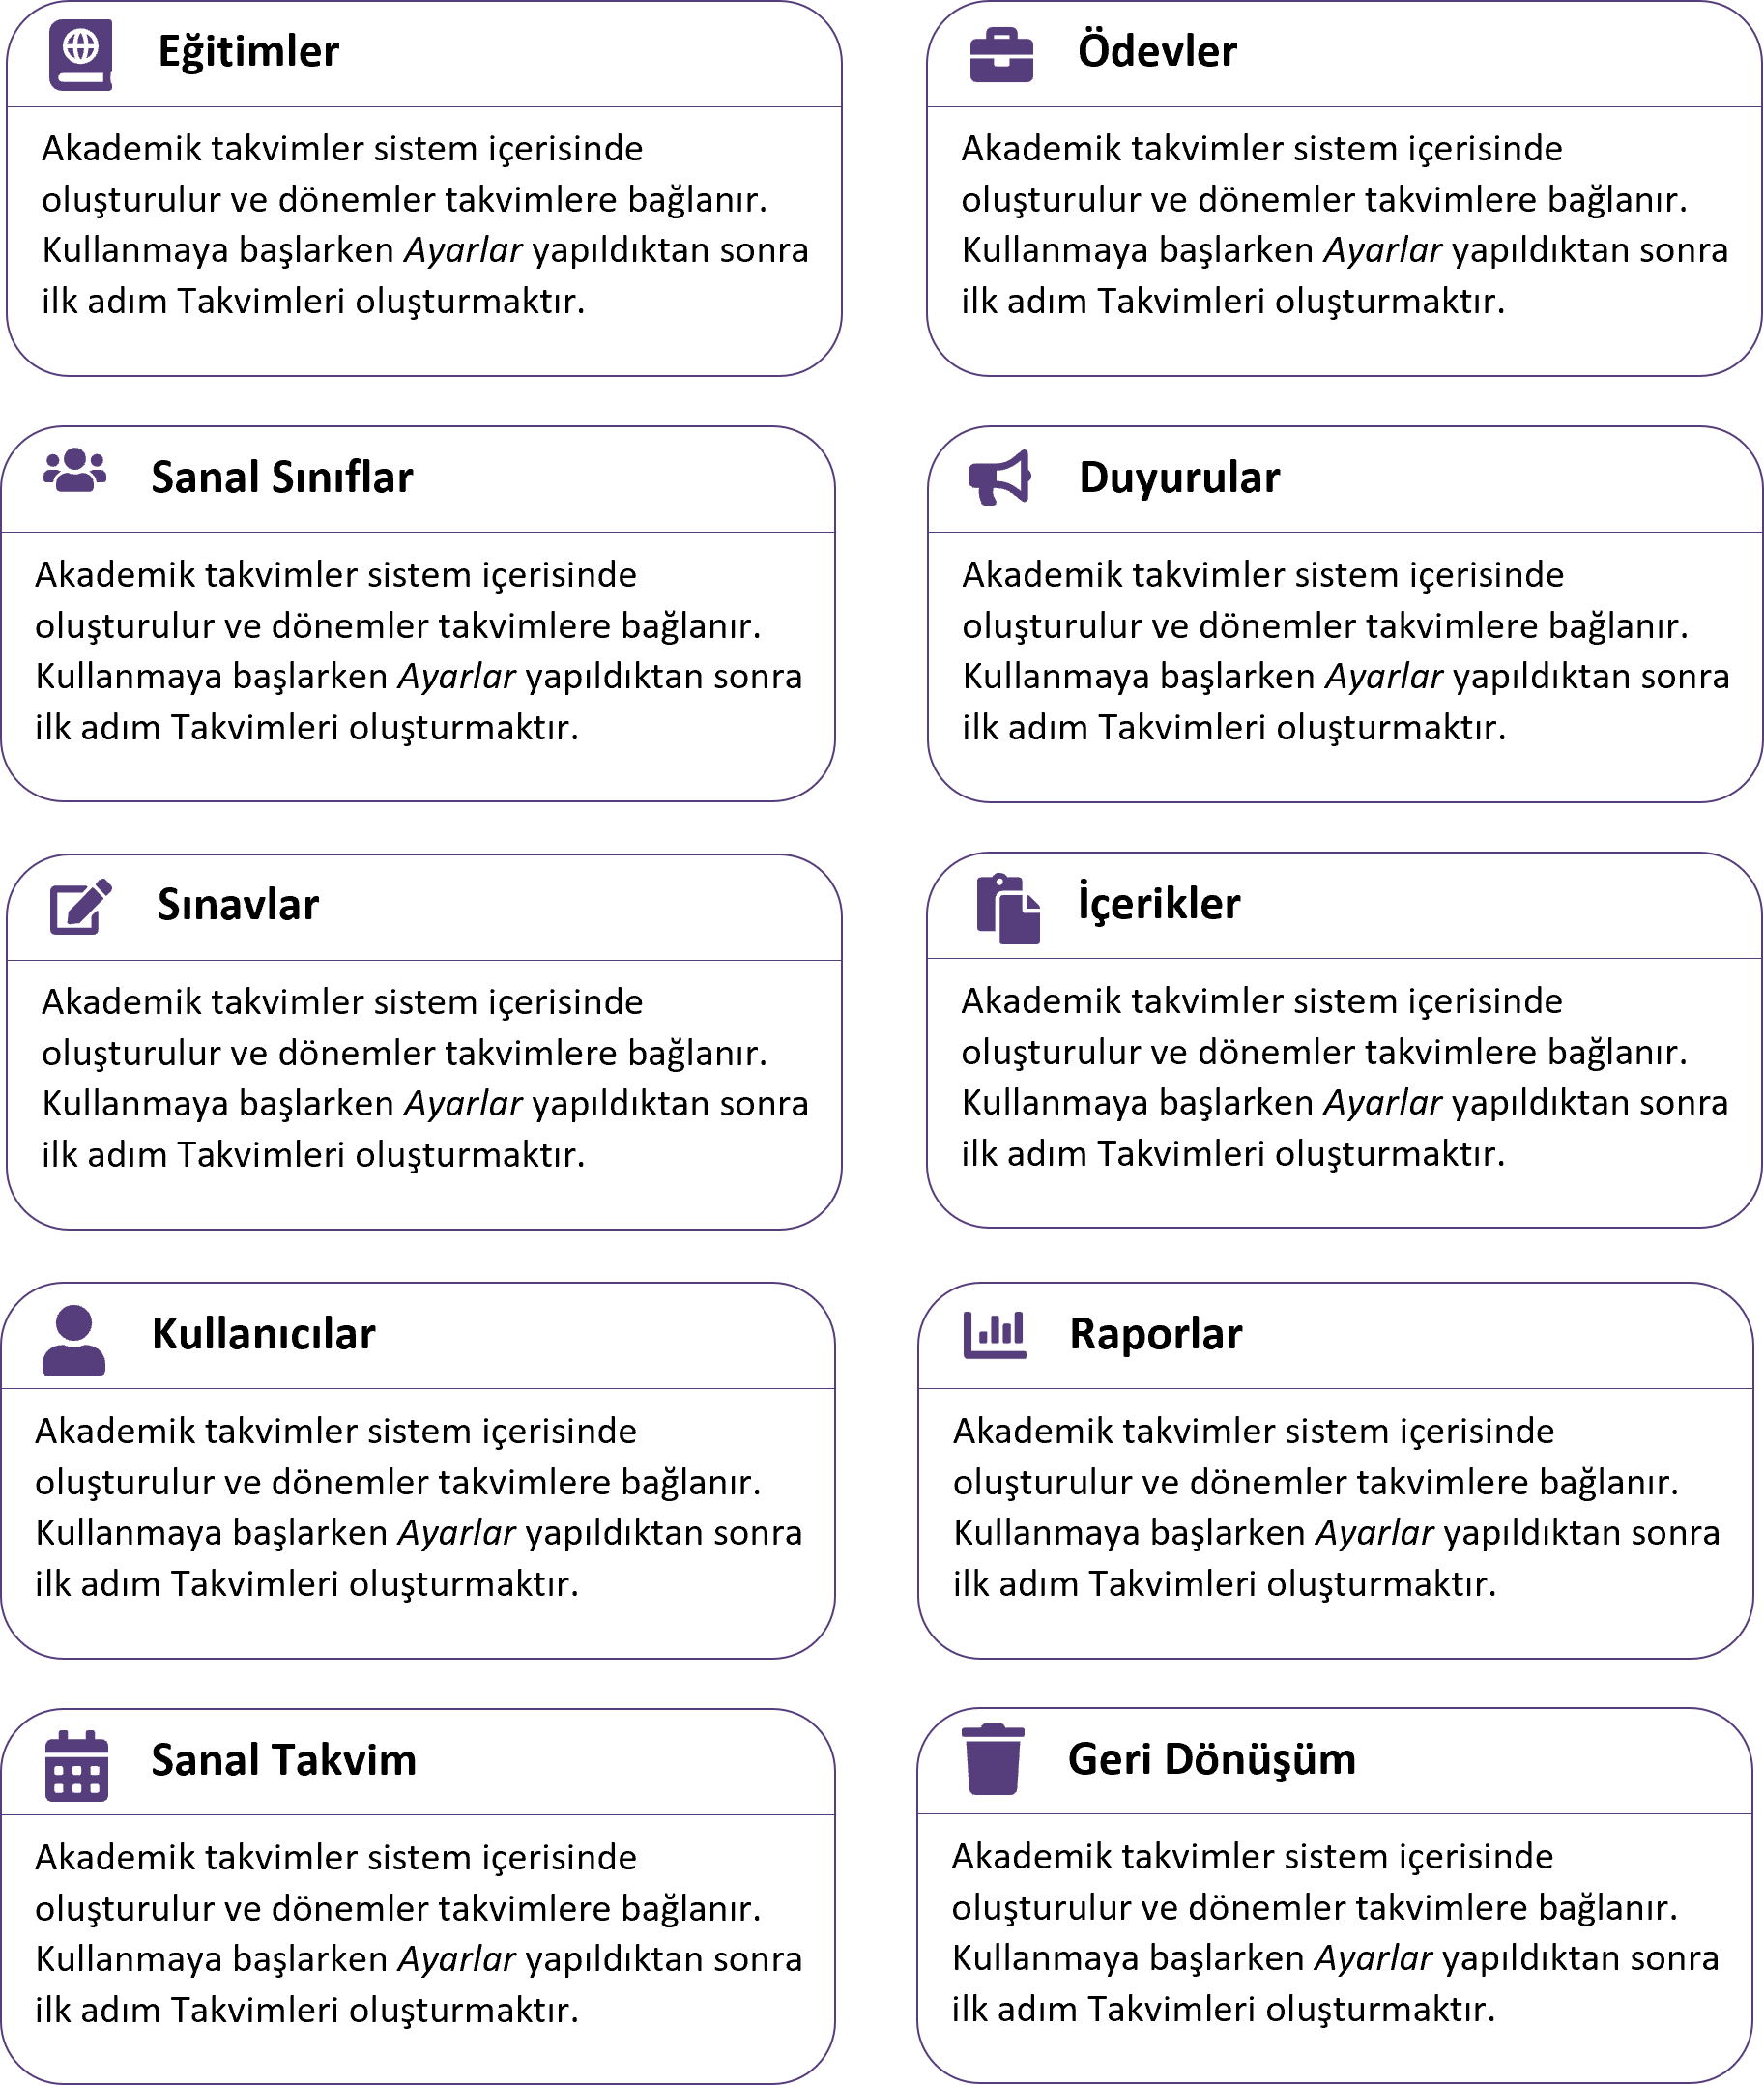 Eğitimler
Akademik takvimler sistem içerisinde
oluşturulur ve dönemler takvimlere bağlanır.
Kullanmaya başlarken Ayarlar yapıldıktan sonra
ilk adım Takvimleri oluşturmaktır.
Ödevler
Akademik takvimler sistem içerisinde
oluşturulur ve dönemler takvimlere bağlanır.
Kullanmaya başlarken Ayarlar yapıldıktan sonra
ilk adım Takvimleri oluşturmaktır.
Sanal Sınıflar
Akademik takvimler sistem içerisinde
oluşturulur ve dönemler takvimlere bağlanır.
Kullanmaya başlarken Ayarlar yapıldıktan sonra
ilk adım Takvimleri oluşturmaktır.
Duyurular
Akademik takvimler sistem içerisinde
oluşturulur ve dönemler takvimlere bağlanır.
Kullanmaya başlarken Ayarlar yapıldıktan sonra
ilk adım Takvimleri oluşturmaktır.
Sınavlar
Akademik takvimler sistem içerisinde
oluşturulur ve dönemler takvimlere bağlanır.
Kullanmaya başlarken Ayarlar yapıldıktan sonra
ilk adım Takvimleri oluşturmaktır.
İçerikler
Akademik takvimler sistem içerisinde
oluşturulur ve dönemler takvimlere bağlanır.
Kullanmaya başlarken Ayarlar yapıldıktan sonra
ilk adım Takvimleri oluşturmaktır.
Kullanıcılar
Akademik takvimler sistem içerisinde
oluşturulur ve dönemler takvimlere bağlanır.
Kullanmaya başlarken Ayarlar yapıldıktan sonra
ilk adım Takvimleri oluşturmaktır.
Raporlar
Akademik takvimler sistem içerisinde
oluşturulur ve dönemler takvimlere bağlanır.
Kullanmaya başlarken Ayarlar yapıldıktan sonra
ilk adım Takvimleri oluşturmaktır.
Sanal Takvim
Akademik takvimler sistem içerisinde
oluşturulur ve dönemler takvimlere bağlanır.
Kullanmaya başlarken Ayarlar yapıldıktan sonra
ilk adım Takvimleri oluşturmaktır.
Geri Dönüşüm
Akademik takvimler sistem içerisinde
oluşturulur ve dönemler takvimlere bağlanır.
Kullanmaya başlarken Ayarlar yapıldıktan sonra
ilk adım Takvimleri oluşturmaktır.